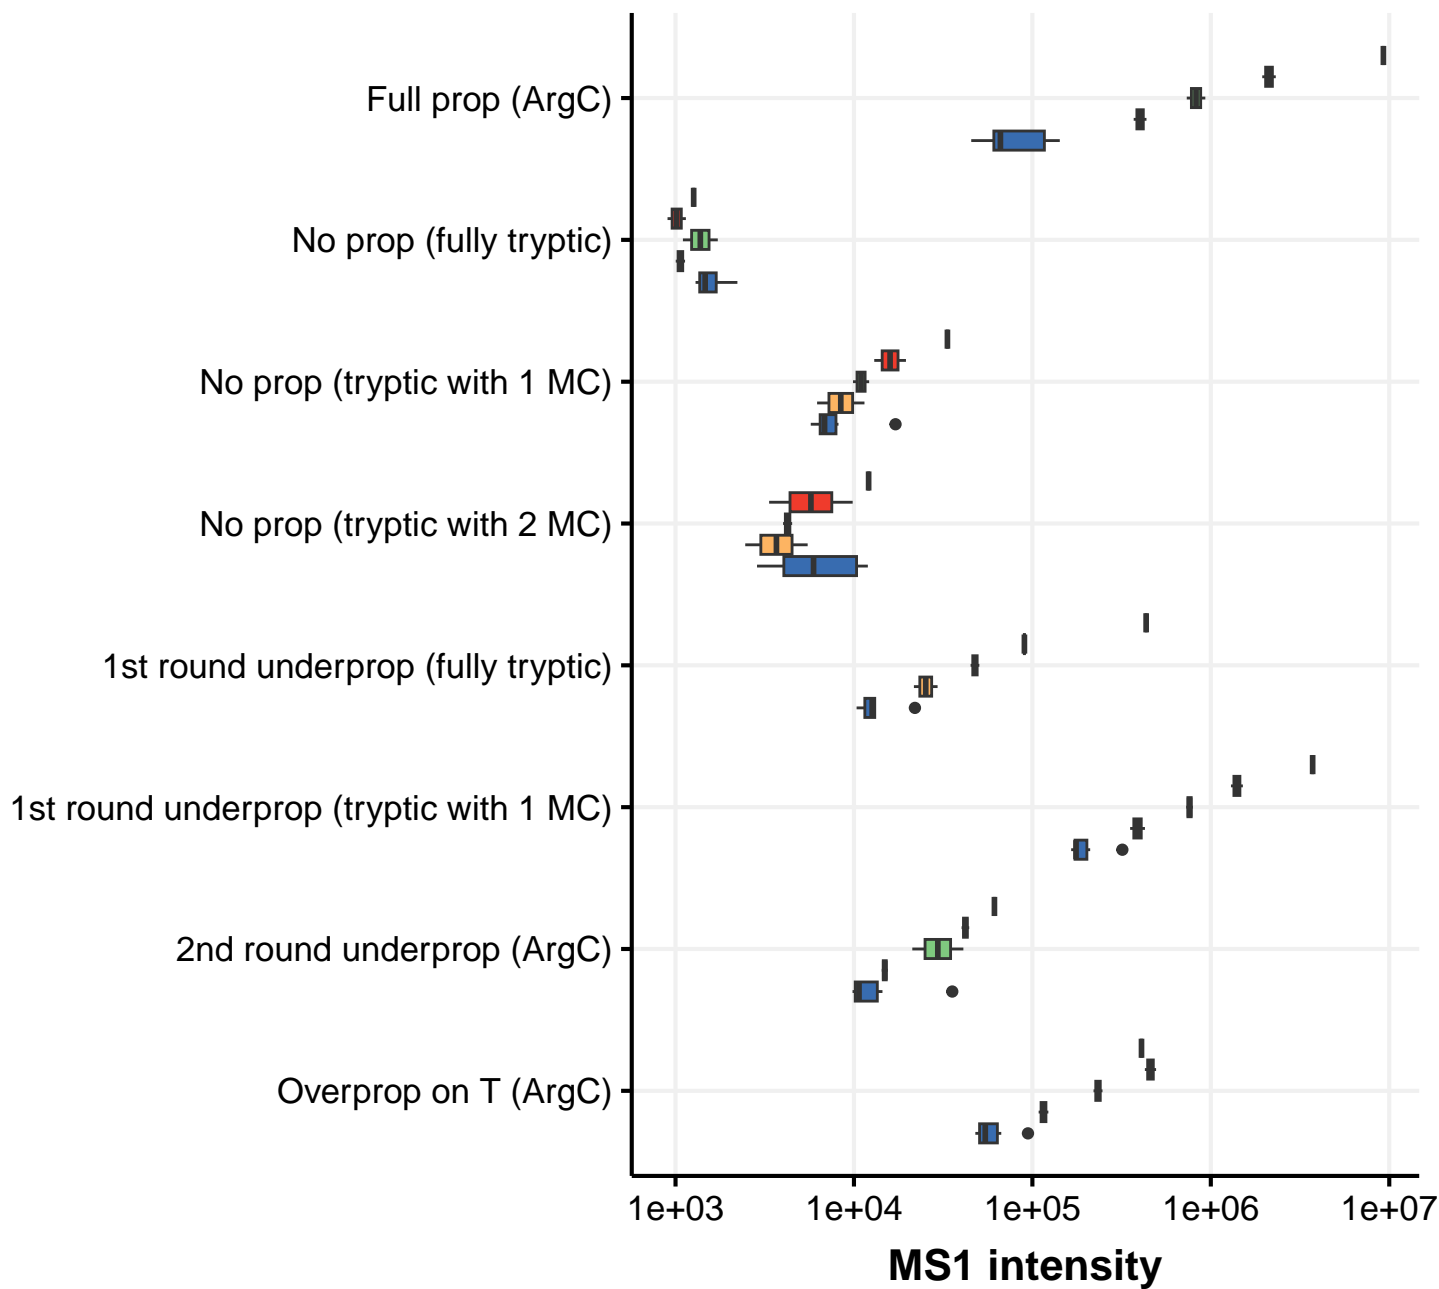 Full prop (ArgC)
No prop (fully tryptic)
No prop (tryptic with 1 MC)
No prop (tryptic with 2 MC)
1st round underprop (fully tryptic)
1st round underprop (tryptic with 1 MC)
2nd round underprop (ArgC)
Overprop on T (ArgC)
1e+03 1e+04 1e+05 1e+06 1e+07
MS1 intensity